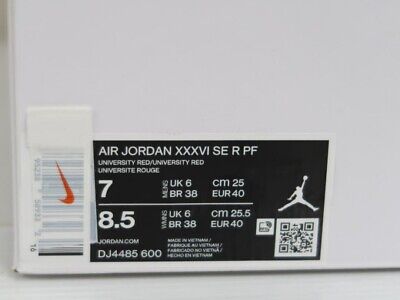 AIR JORDAN XXXVI SE R PF
UNIVERSITY RED/UNIVERSITY RED
UNIVERSITE ROUGE
7 MENS UK 6 CM 25
BR 38 EUR 40
8.5 WMNS UK 6 CM 25.5
BR 38 EUR 40
JORDAN.COM
DJ4485 600
MADE IN VIETNAM /
FABRIQUÉ AU VIETNAM /
HECHO EN VIETNAM
16